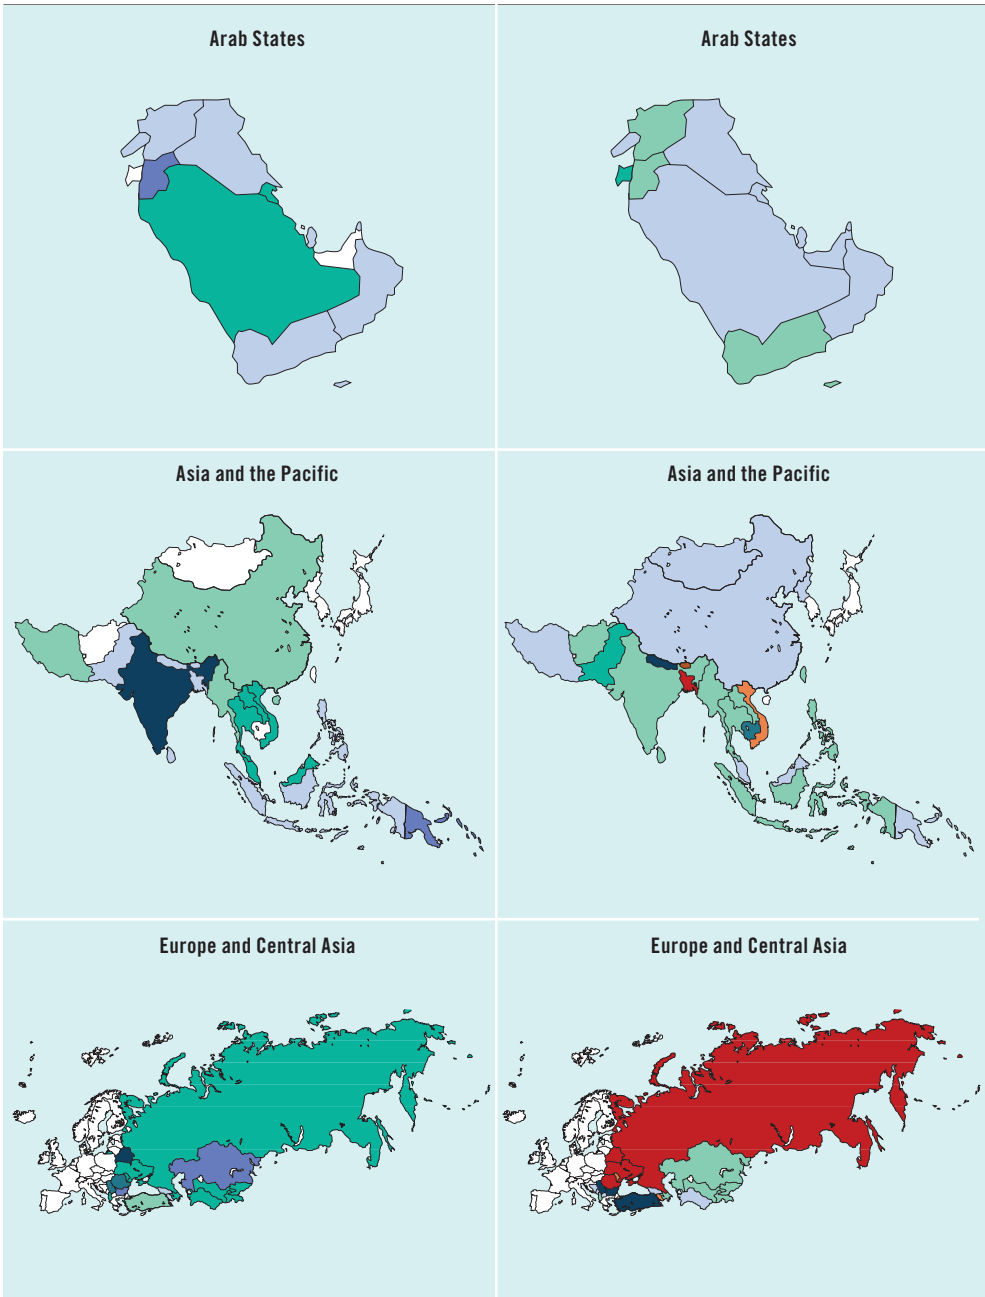 Arab States
Arab States
Asia and the Pacific
Asia and the Pacific
Europe and Central Asia
Europe and Central Asia